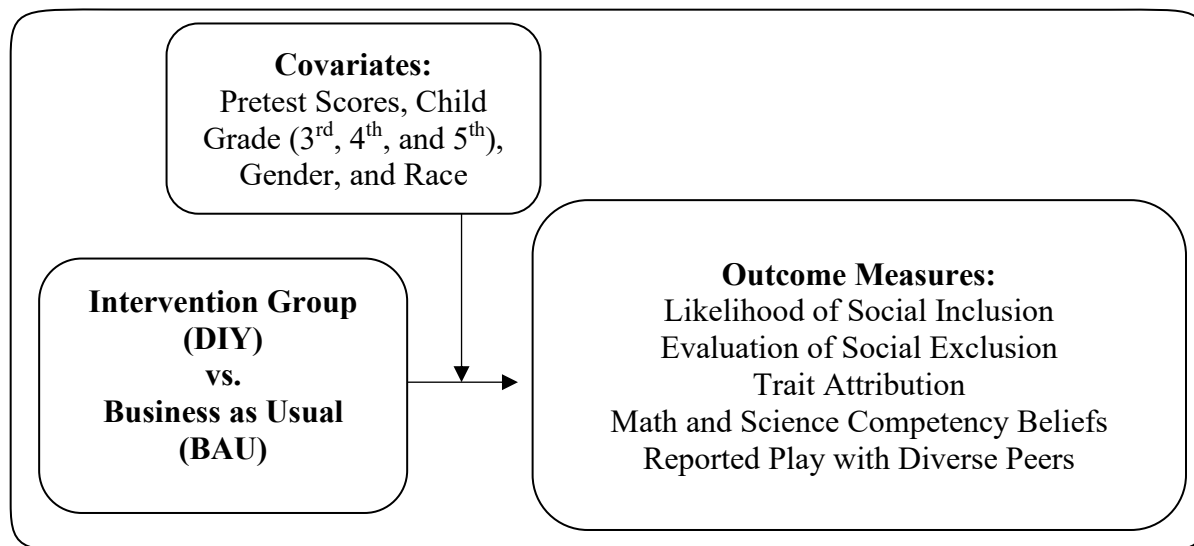 Covariates:
Pretest Scores, Child
Grade (3rd, 4th, and 5th),
Gender, and Race
Intervention Group
(DIY)
vs.
Business as Usual
(BAU)
Outcome Measures:
Likelihood of Social Inclusion
Evaluation of Social Exclusion
Trait Attribution
Math and Science Competency Beliefs
Reported Play with Diverse Peers